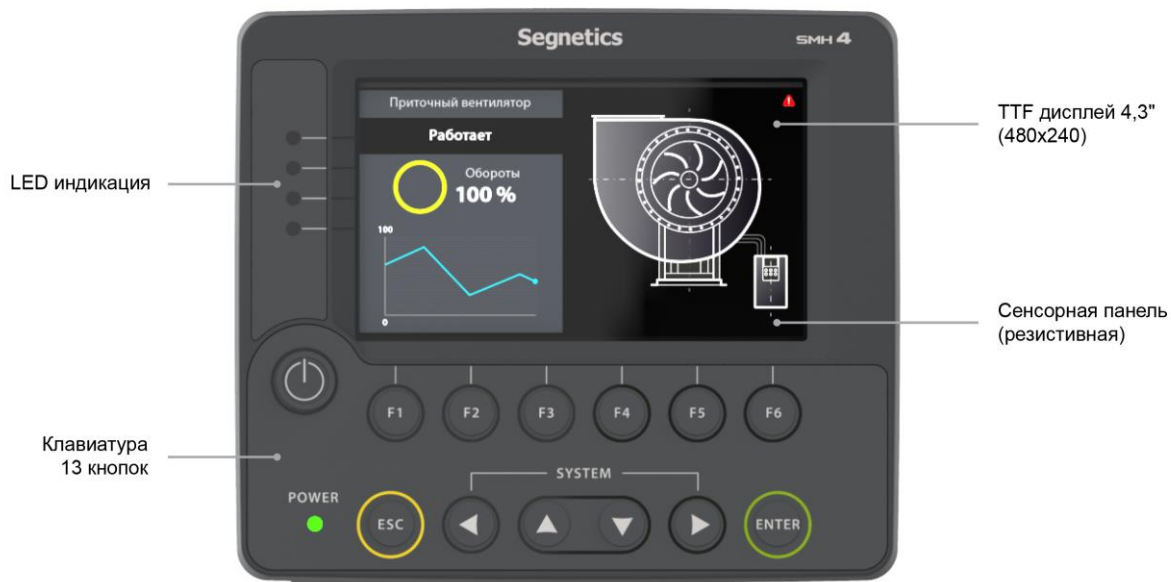 Segnetics
SMH 4
Приточный вентилятор
Работает
Обороты
100 %
100
0
TTF дисплей 4,3"
(480x240)
LED индикация
Сенсорная панель
(резистивная)
F1 F2 F3 F4 F5 F6
Клавиатура
13 кнопок
SYSTEM
POWER
ESC
ENTER